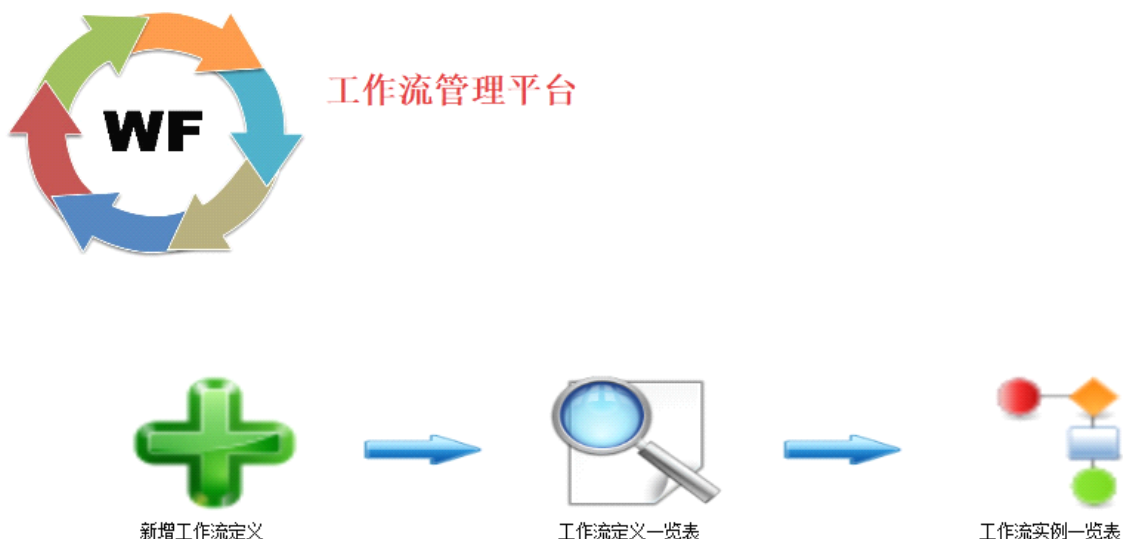 WF
工作流管理平台
新增工作流定义
工作流定义一览表
工作流实例一览表